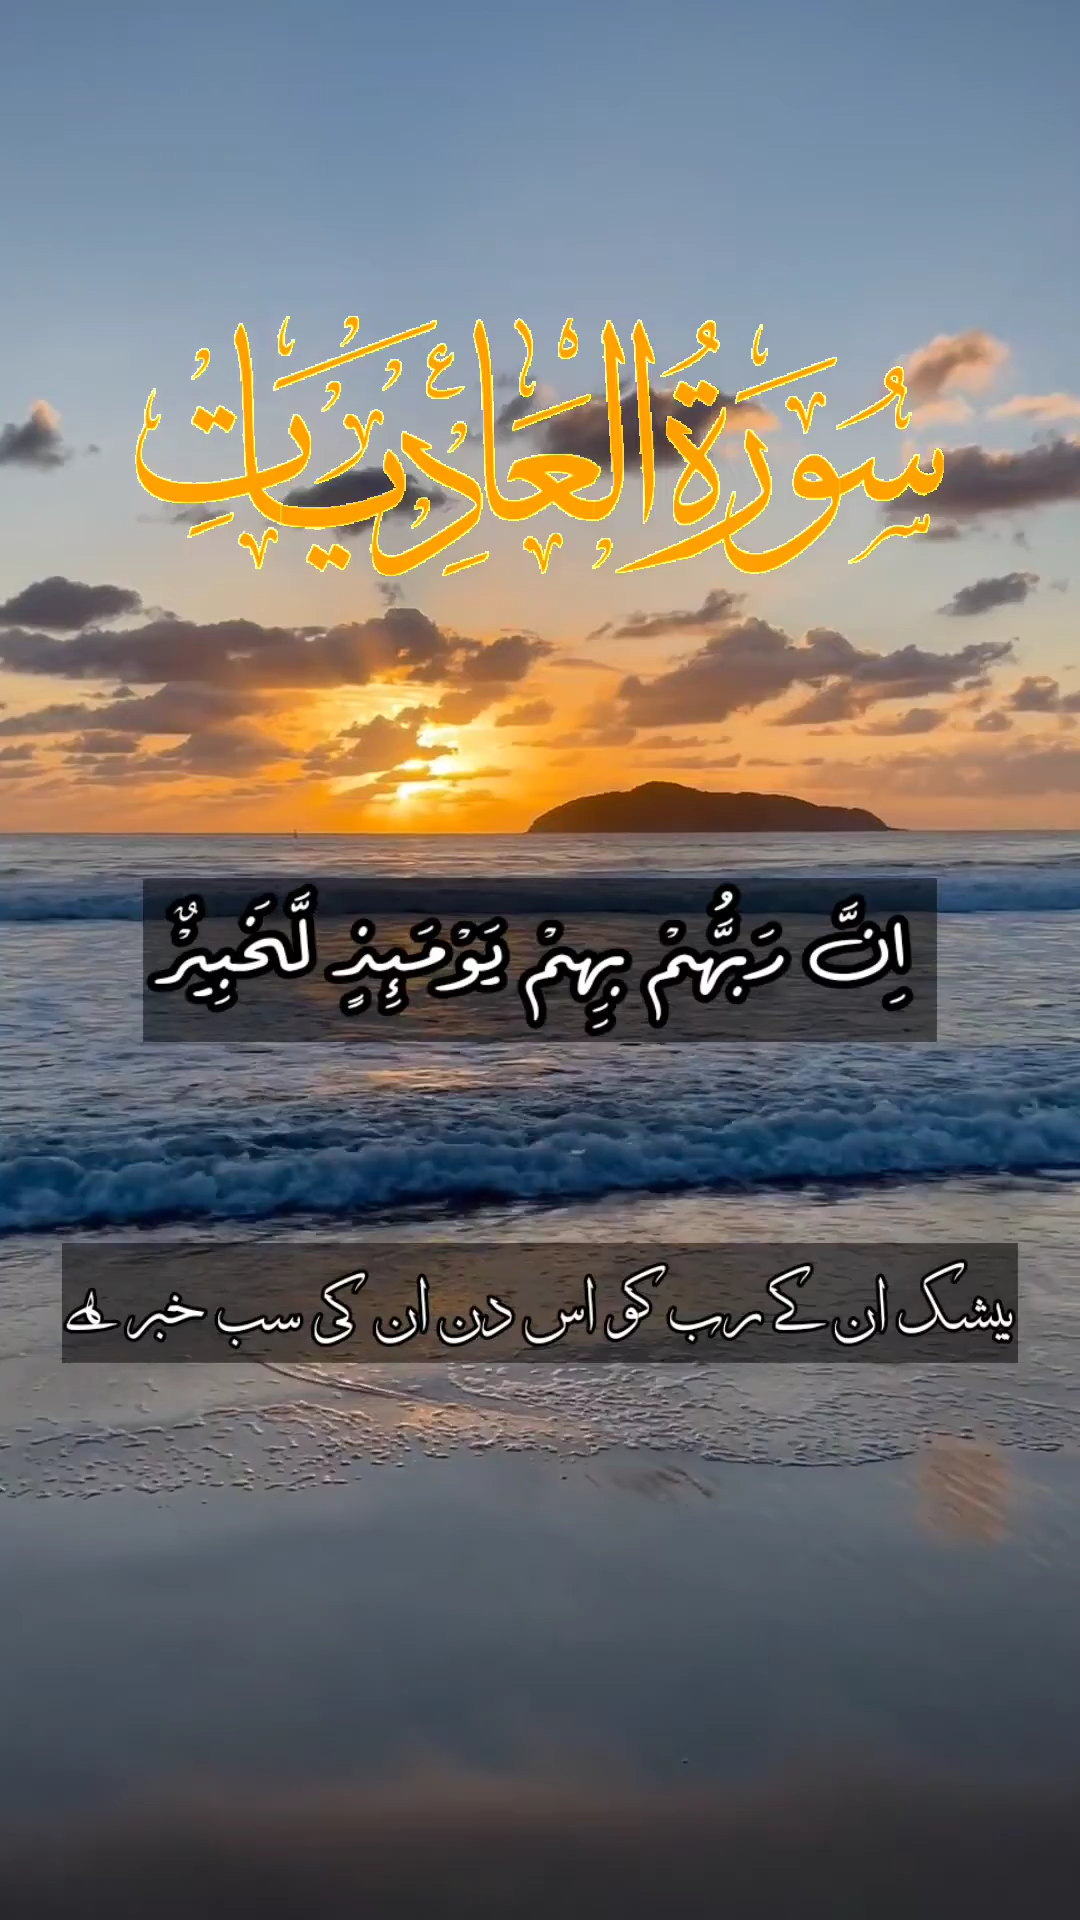 سُورَةُ العَادِيَاتِ
اِنَّ رَبَّهُمْ بِهِمْ يَوْمَىِٕذٍ لَّخَبِيْرٌ
بیشک ان کے رب کو اس دن ان کی سب خبر ہے